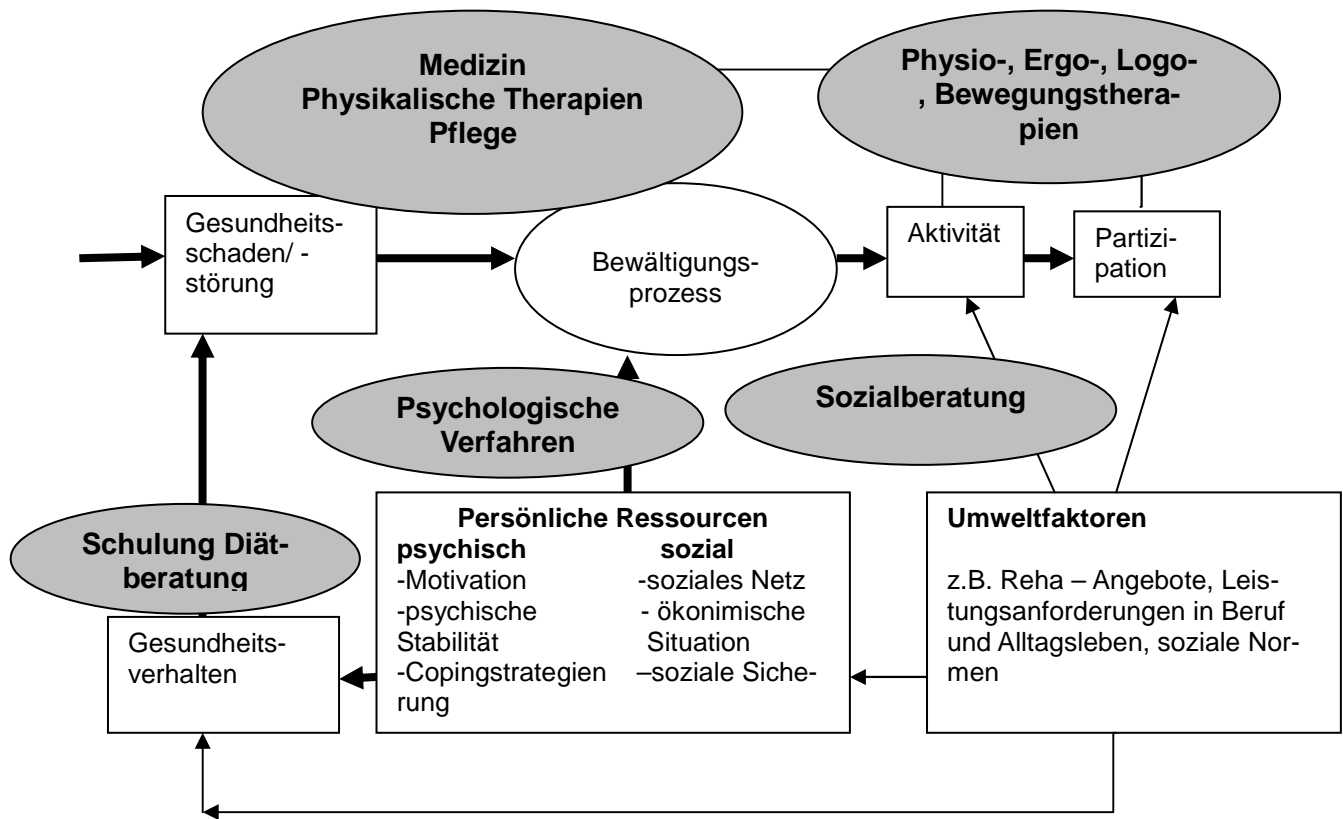 Medizin
Physikalische Therapien
Pflege
Physio-, Ergo-, Logo-
, Bewegungsthera-
pien
Gesundheits-
schaden/ -
störung
Bewältigungs-
prozess
Aktivität
Partizi-
pation
Psychologische
Verfahren
Sozialberatung
Schulung Diät-
beratung
Gesundheits-
verhalten
Persönliche Ressourcen
psychisch sozial
-Motivation -soziales Netz
-psychische - ökonimische
Stabilität Situation
-Copingstrategien –soziale Siche-
rung
Umweltfaktoren
z.B. Reha – Angebote, Leis-
tungsanforderungen in Beruf
und Alltagsleben, soziale Nor-
men